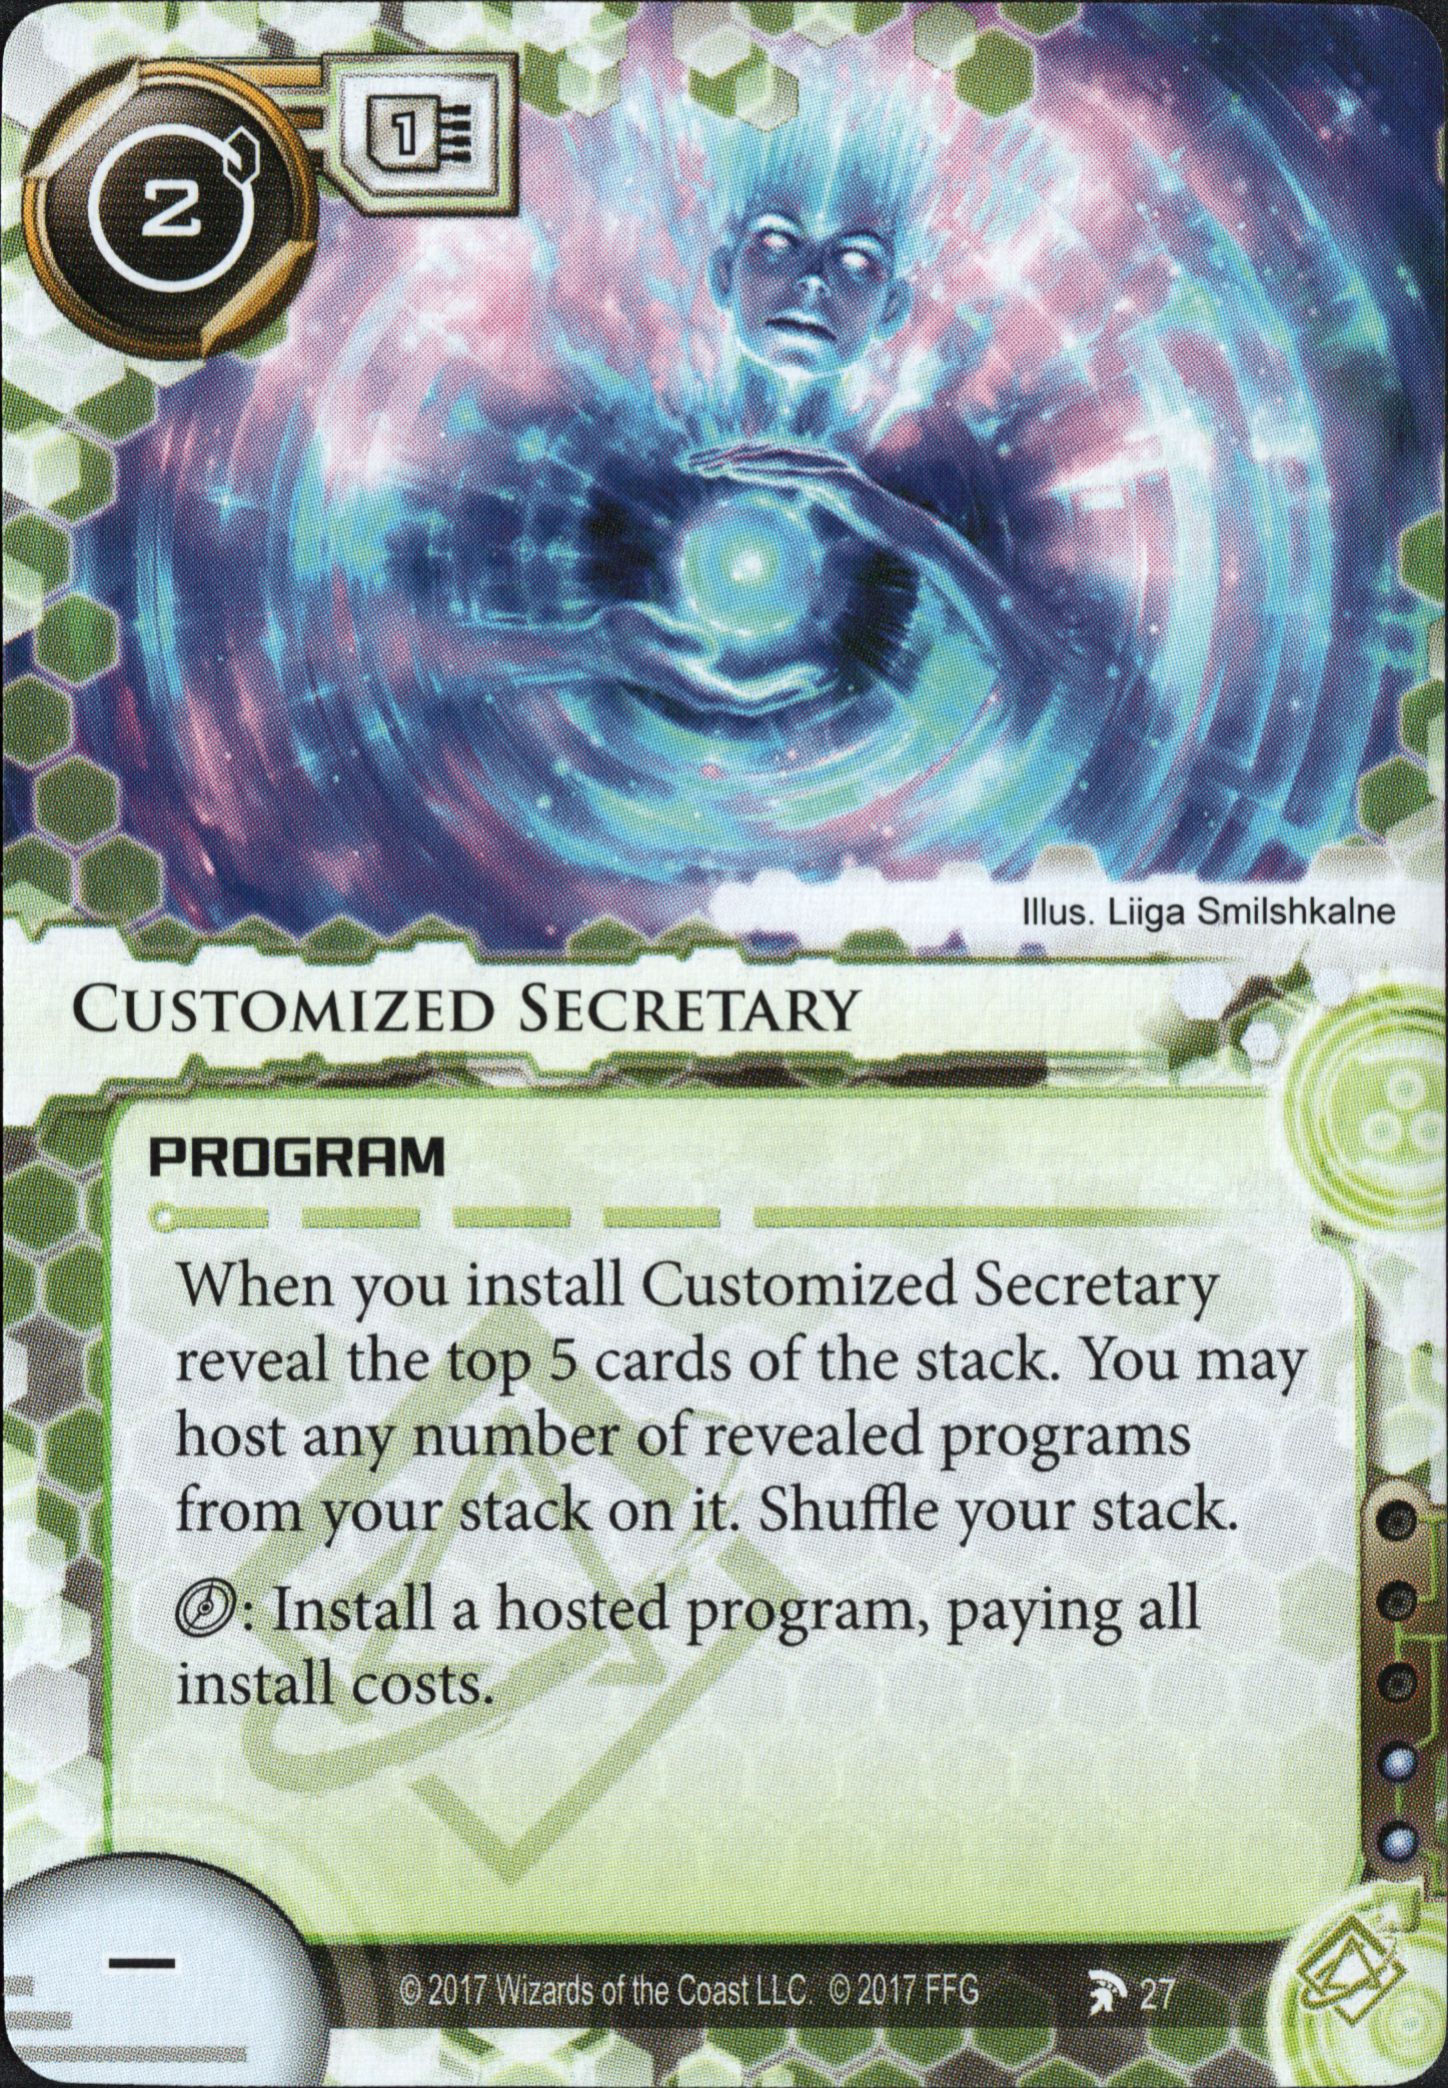 2
1
Illus. Liiga Smilshkalne
CUSTOMIZED SECRETARY
PROGRAM
When you install Customized Secretary
reveal the top 5 cards of the stack. You may
host any number of revealed programs
from your stack on it. Shuffle your stack.
: Install a hosted program, paying all
install costs.
–
© 2017 Wizards of the Coast LLC. © 2017 FFG
27